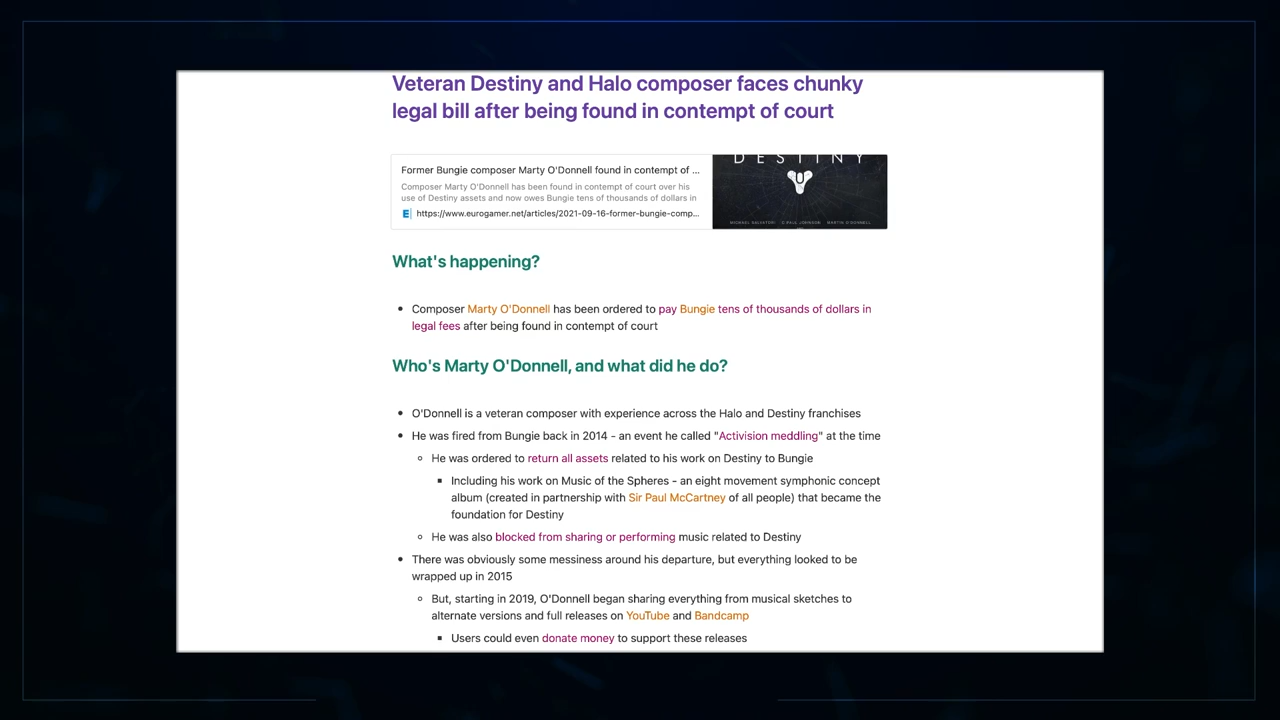 Veteran Destiny and Halo composer faces chunky
legal bill after being found in contempt of court
Former Bungie composer Marty O'Donnell found in contempt of ...
Composer Marty O'Donnell has been found in contempt of court over his
use of Destiny assets and now owes Bungie tens of thousands of dollars in
https://www.eurogamer.net/articles/2021-09-16-former-bungie-comp...
DESTINY
MICHAEL SALVATORI C PAUL JOHNSON MARTIN O'DONNELL
What's happening?
• Composer Marty O'Donnell has been ordered to pay Bungie tens of thousands of dollars in
legal fees after being found in contempt of court
Who's Marty O'Donnell, and what did he do?
• O'Donnell is a veteran composer with experience across the Halo and Destiny franchises
• He was fired from Bungie back in 2014 - an event he called "Activision meddling" at the time
◦ He was ordered to return all assets related to his work on Destiny to Bungie
▪ Including his work on Music of the Spheres - an eight movement symphonic concept
album (created in partnership with Sir Paul McCartney of all people) that became the
foundation for Destiny
◦ He was also blocked from sharing or performing music related to Destiny
• There was obviously some messiness around his departure, but everything looked to be
wrapped up in 2015
◦ But, starting in 2019, O'Donnell began sharing everything from musical sketches to
alternate versions and full releases on YouTube and Bandcamp
▪ Users could even donate money to support these releases